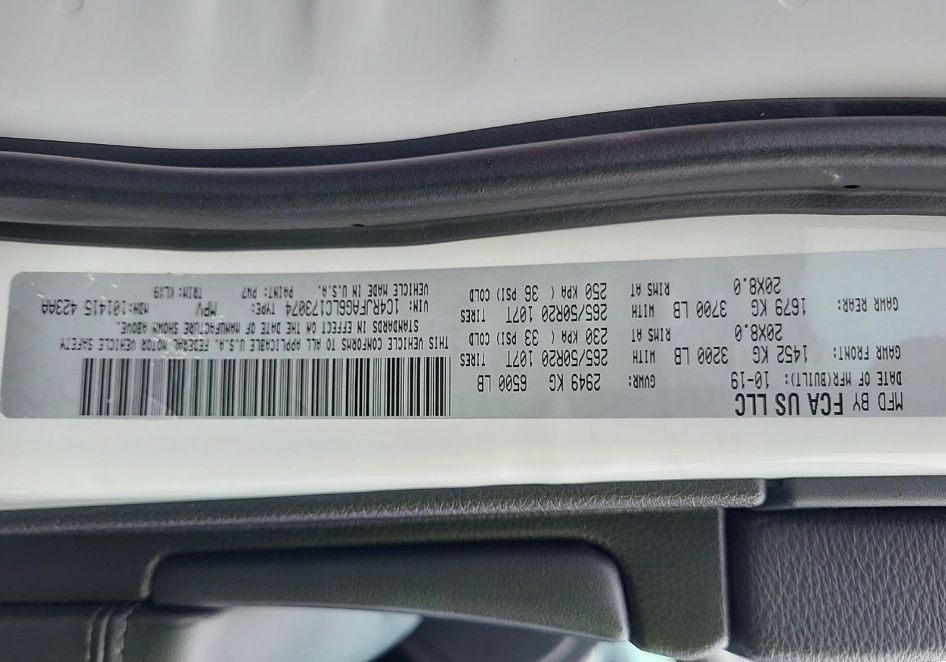 MFD BY FCA US LLC
DATE OF MFR(BUILT): 10-19 GVWR: 2949 KG 6500 LB
GAWR FRONT: 1452 KG 3200 LB WITH 265/50R20 107T TIRES
20X8.0 RIMS AT 230 KPA ( 33 PSI) COLD
GAWR REAR: 1679 KG 3700 LB WITH 265/50R20 107T TIRES
20X8.0 RIMS AT 250 KPA ( 36 PSI) COLD
THIS VEHICLE CONFORMS TO ALL APPLICABLE U.S.A. FEDERAL MOTOR VEHICLE SAFETY
STANDARDS IN EFFECT ON THE DATE OF MANUFACTURE SHOWN ABOVE.
VIN: 1C4RJFAG6LC173074 TYPE: MPV MDH:101415 423AA
VEHICLE MADE IN U.S.A. PAINT: PW7 TRIM:KLX9